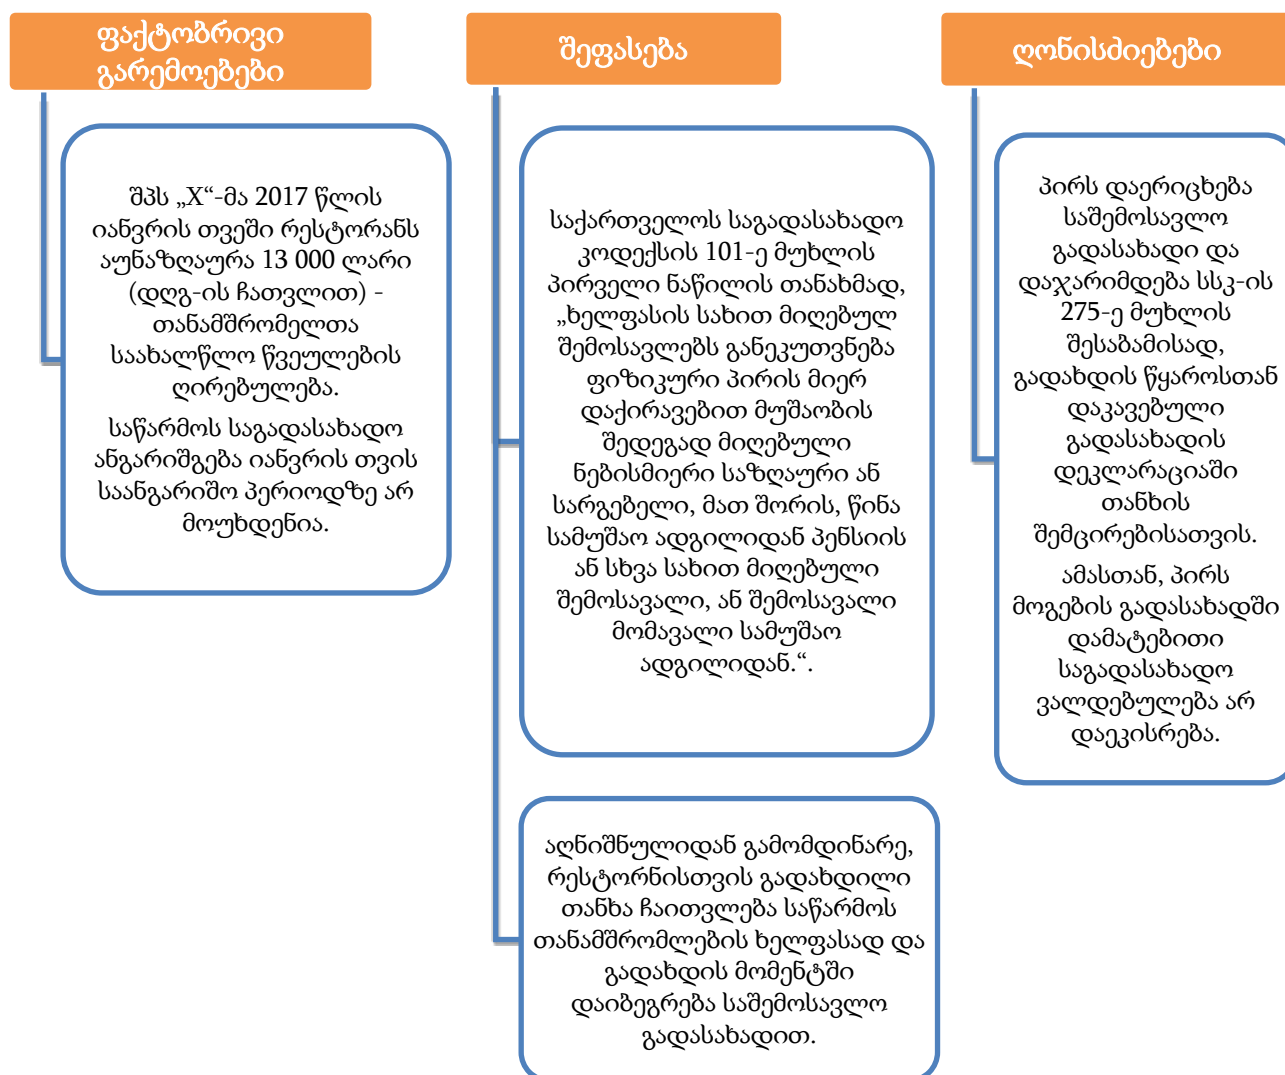 ფაქტობრივი
გარემოებები
შპს „X“-მა 2017 წლის
იანვრის თვეში რესტორანს
აუნაზღაურა 13 000 ლარი
(დღგ-ის ჩათვლით) -
თანამშრომელთა
საახალწლო წვეულების
ღირებულება.
საწარმოს საგადასახადო
ანგარიშგება იანვრის თვის
საანგარიშო პერიოდზე არ
მოუხდენია.
შეფასება
საქართველოს საგადასახადო
კოდექსის 101-ე მუხლის
პირველი ნაწილის თანახმად,
„ხელფასის სახით მიღებულ
შემოსავლებს განეკუთვნება
ფიზიკური პირის მიერ
დაქირავებით მუშაობის
შედეგად მიღებული
ნებისმიერი საზღაური ან
სარგებელი, მათ შორის, წინა
სამუშაო ადგილიდან პენსიის
ან სხვა სახით მიღებული
შემოსავალი, ან შემოსავალი
მომავალი სამუშაო
ადგილიდან.“.
აღნიშნულიდან გამომდინარე,
რესტორნისთვის გადახდილი
თანხა ჩაითვლება საწარმოს
თანამშრომლების ხელფასად და
გადახდის მომენტში
დაიბეგრება საშემოსავლო
გადასახადით.
ღონისძიებები
პირს დაერიცხება
საშემოსავლო
გადასახადი და
დაჯარიმდება სსკ-ის
275-ე მუხლის
შესაბამისად,
გადახდის წყაროსთან
დაკავებული
გადასახადის
დეკლარაციაში
თანხის
შემცირებისათვის.
ამასთან, პირს
მოგების გადასახადში
დამატებითი
საგადასახადო
ვალდებულება არ
დაეკისრება.